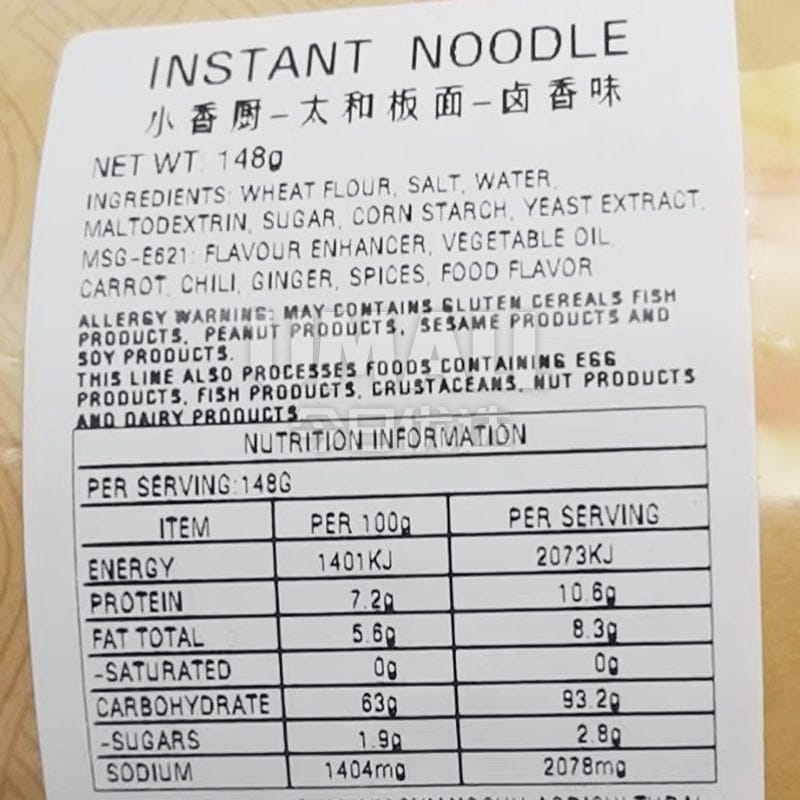 INSTANT NOODLE
小香厨-太和板面-卤香味
NET WT: 148g
INGREDIENTS: WHEAT FLOUR, SALT, WATER,
MALTODEXTRIN, SUGAR, CORN STARCH, YEAST EXTRACT,
MSG-E621: FLAVOUR ENHANCER, VEGETABLE OIL,
CARROT, CHILI, GINGER, SPICES, FOOD FLAVOR
ALLERGY WARNING: MAY CONTAINS GLUTEN CEREALS FISH
PRODUCTS, PEANUT PRODUCTS, SESAME PRODUCTS AND
SOY PRODUCTS.
THIS LINE ALSO PROCESSES FOODS CONTAINING EGG
PRODUCTS, FISH PRODUCTS, CRUSTACEANS, NUT PRODUCTS
AND DAIRY PRODUCTS.
NUTRITION INFORMATION
PER SERVING:148G
ITEM PER 100g PER SERVING
ENERGY 1401KJ 2073KJ
PROTEIN 7.2g 10.6g
FAT TOTAL 5.6g 8.3g
-SATURATED 0g 0g
CARBOHYDRATE 63g 93.2g
-SUGARS 1.9g 2.8g
SODIUM 1404mg 2078mg